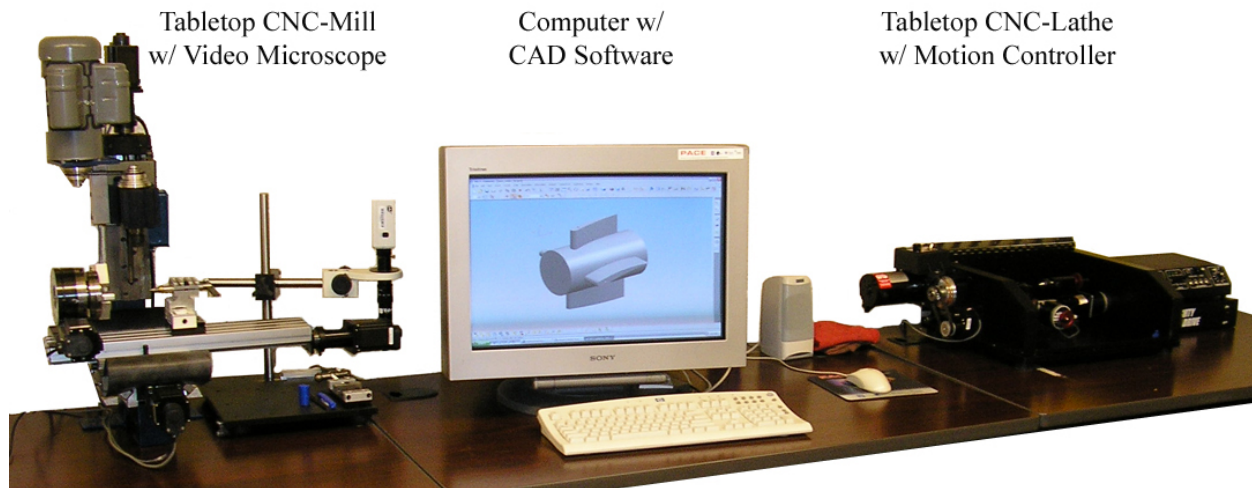 Tabletop CNC-Mill
w/ Video Microscope
Computer w/
CAD Software
Tabletop CNC-Lathe
w/ Motion Controller
PACE
SONY